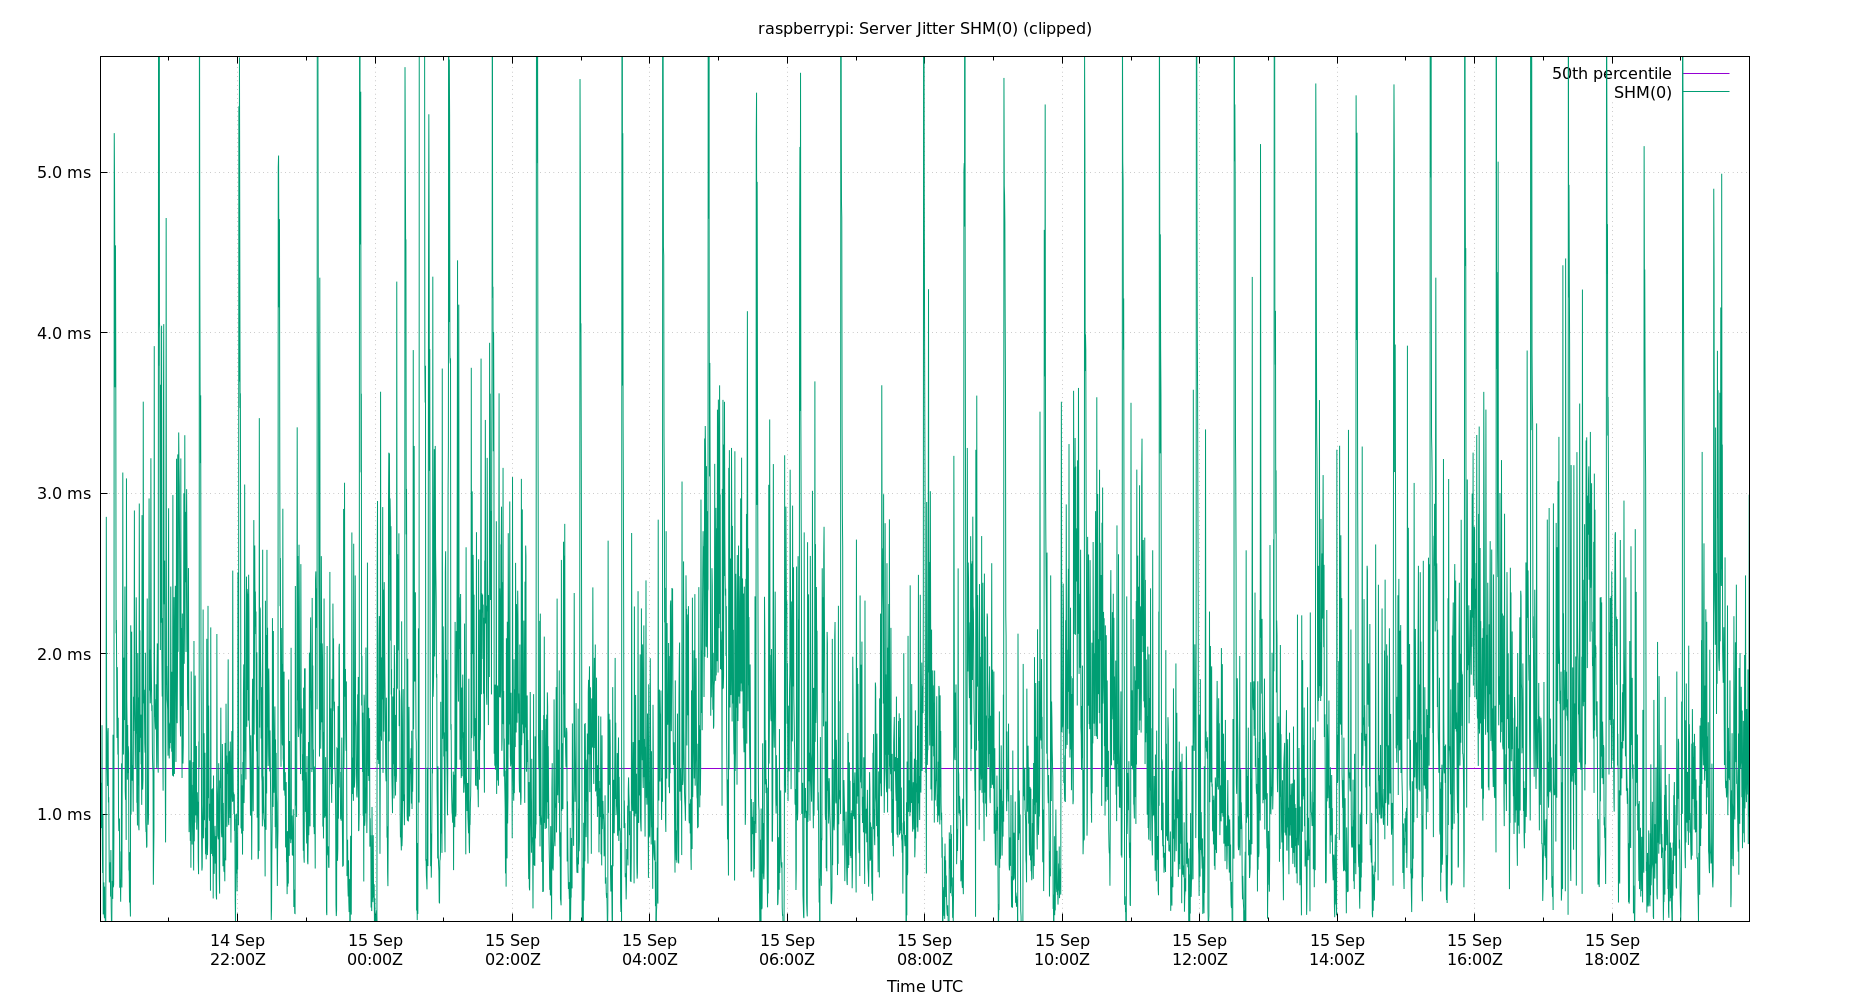 raspberrypi: Server Jitter SHM(0) (clipped)
50th percentile
SHM(0)
5.0 ms
4.0 ms
3.0 ms
2.0 ms
1.0 ms
14 Sep 15 Sep 15 Sep 15 Sep 15 Sep 15 Sep 15 Sep 15 Sep 15 Sep 15 Sep 15 Sep
22:00Z 00:00Z 02:00Z 04:00Z 06:00Z 08:00Z 10:00Z 12:00Z 14:00Z 16:00Z 18:00Z
Time UTC